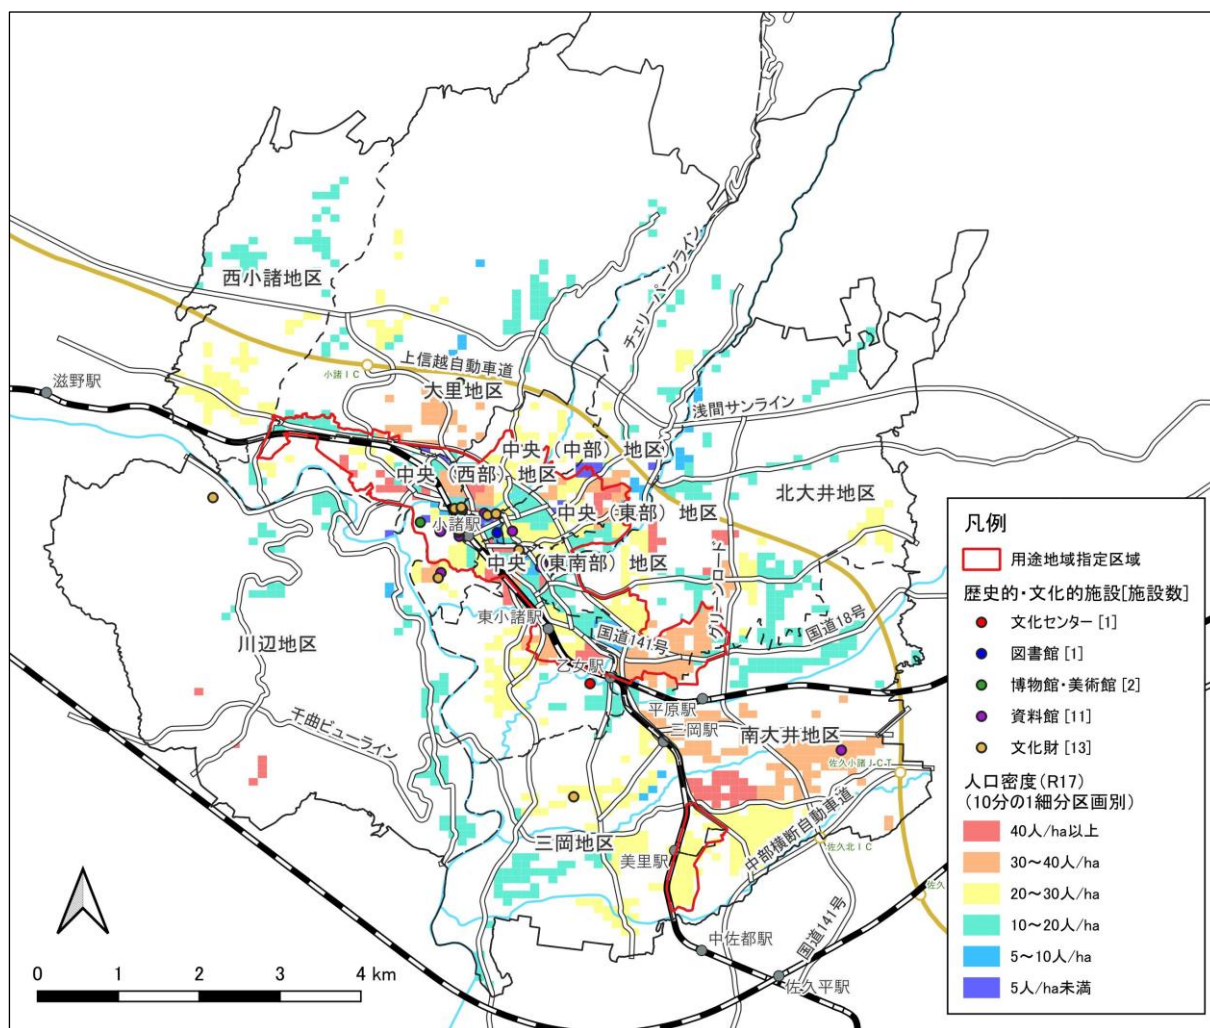 西小諸地区
チェリーパークライン
上信越自動車道
小諸IC
滋野駅
大里地区
浅間サンライン
中央(中部)地区
中央(西部)地区
北大井地区
中央(東部)地区
小諸駅
中央(東南部)地区
グリーンロード
東小諸駅
国道141号
国道18号
川辺地区
乙女駅
平原駅
千曲ビューライン
三岡駅
南大井地区
佐久小諸JCT
中部横断自動車道
三岡地区
美里駅
佐久北IC
佐久
国道141号
中佐都駅
佐久平駅
0 1 2 3 4 km
凡例
用途地域指定区域
歴史的・文化的施設[施設数]
文化センター [1]
図書館 [1]
博物館・美術館 [2]
資料館 [11]
文化財 [13]
人口密度(R17)
(10分の1細分区画別)
40人/ha以上
30~40人/ha
20~30人/ha
10~20人/ha
5~10人/ha
5人/ha未満